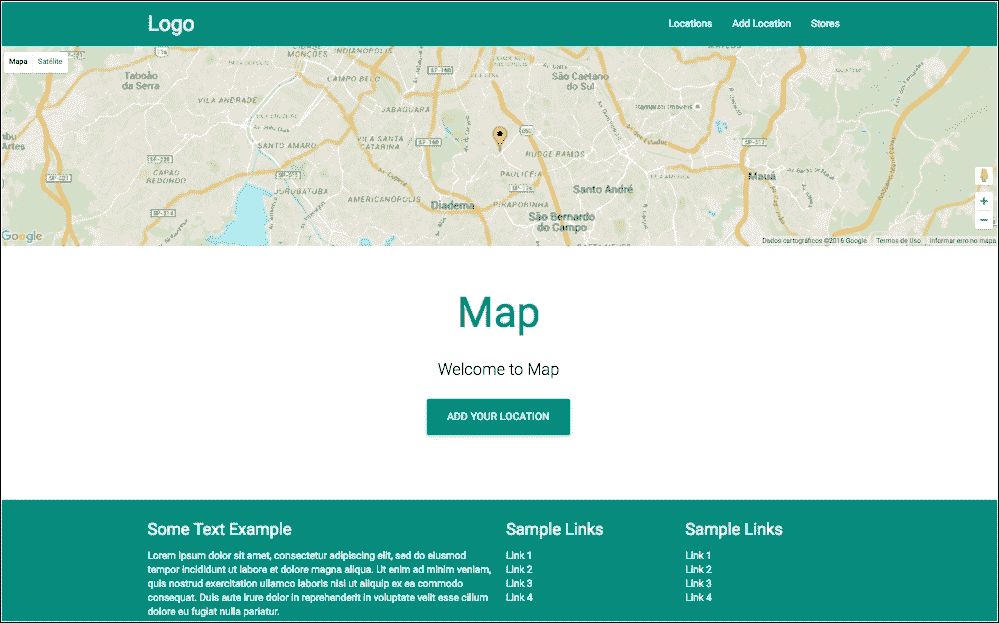 Logo
Locations Add Location Stores
Mapa Satélite
MONÇÕES
INDIANÓPOLIS
Taboão
da Serra
CAMPO BELO
SP-160
São Caetano
do Sul
VILA ANDRADE
JABAQUARA
SANTO AMARO
VILA SANTA
CATARINA
SP-160
RUDGE RAMOS
SP-317
CAPÃO
REDONDO
PAULICÉIA
Mauá
SP-231
JURUBATUBA
Santo André
AMERICANÓPOLIS
Diadema
PIRAPORINHA
SP-214
São Bernardo
do Campo
Google
Dados cartográficos ©2016 Google Termos de Uso Informar erro no mapa
Map
Welcome to Map
ADD YOUR LOCATION
Some Text Example
Lorem ipsum dolor sit amet, consectetur adipiscing elit, sed do eiusmod
tempor incididunt ut labore et dolore magna aliqua. Ut enim ad minim veniam,
quis nostrud exercitation ullamco laboris nisi ut aliquip ex ea commodo
consequat. Duis aute irure dolor in reprehenderit in voluptate velit esse cillum
dolore eu fugiat nulla pariatur.
Sample Links
Link 1
Link 2
Link 3
Link 4
Sample Links
Link 1
Link 2
Link 3
Link 4